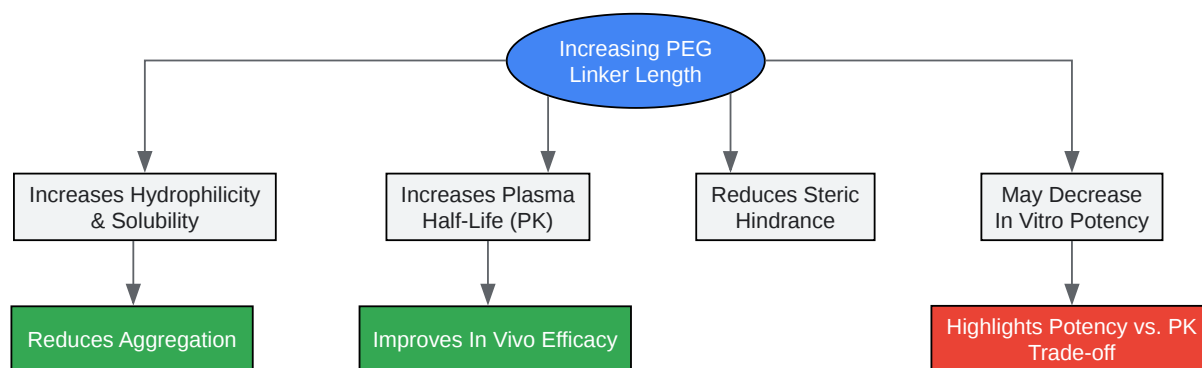 Increasing PEG
Linker Length
Increases Hydrophilicity
& Solubility
Increases Plasma
Half-Life (PK)
Reduces Steric
Hindrance
May Decrease
In Vitro Potency
Reduces Aggregation
Improves In Vivo Efficacy
Highlights Potency vs. PK
Trade-off